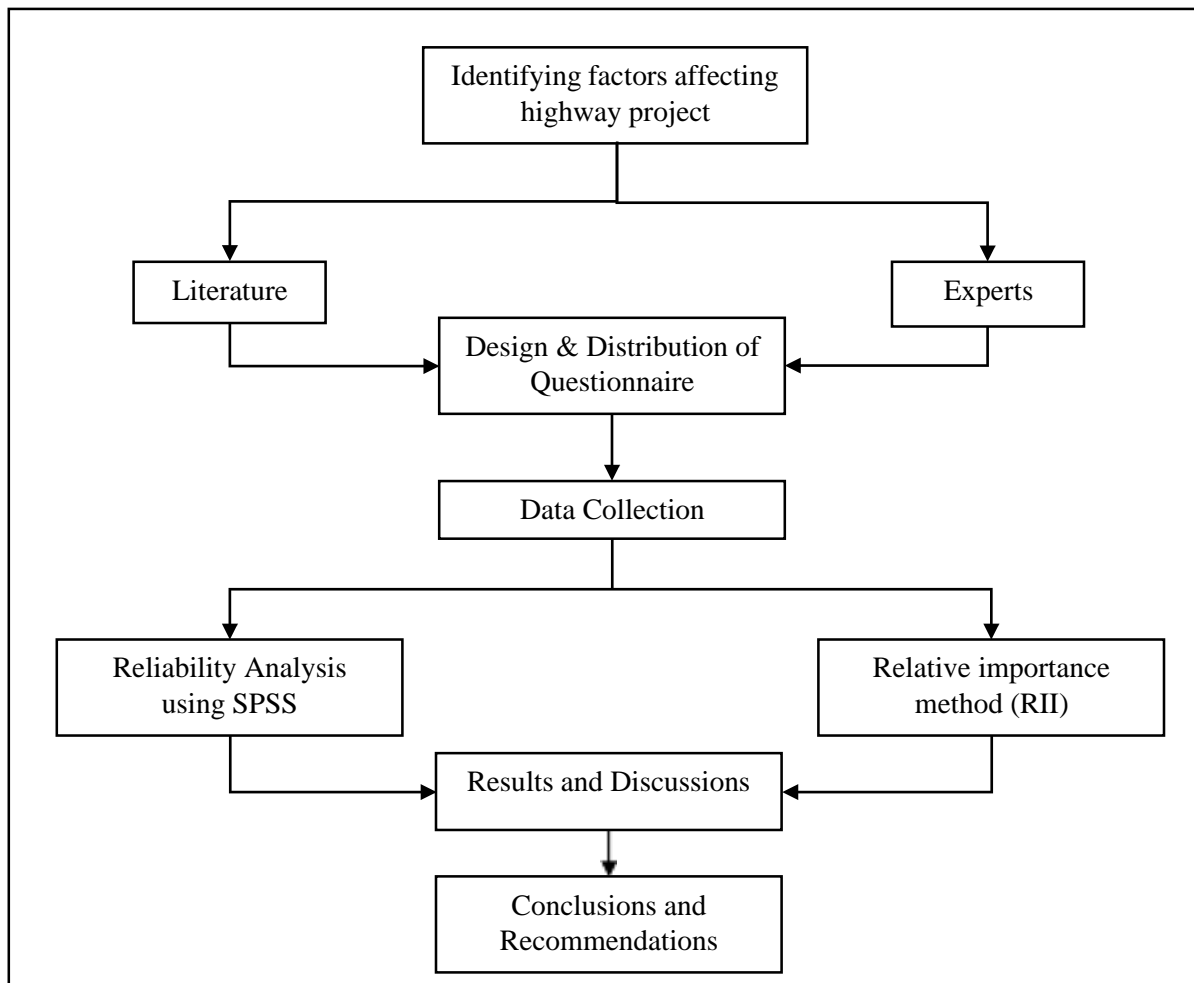 Identifying factors affecting
highway project
Literature
Experts
Design & Distribution of
Questionnaire
Data Collection
Reliability Analysis
using SPSS
Relative importance
method (RII)
Results and Discussions
Conclusions and
Recommendations